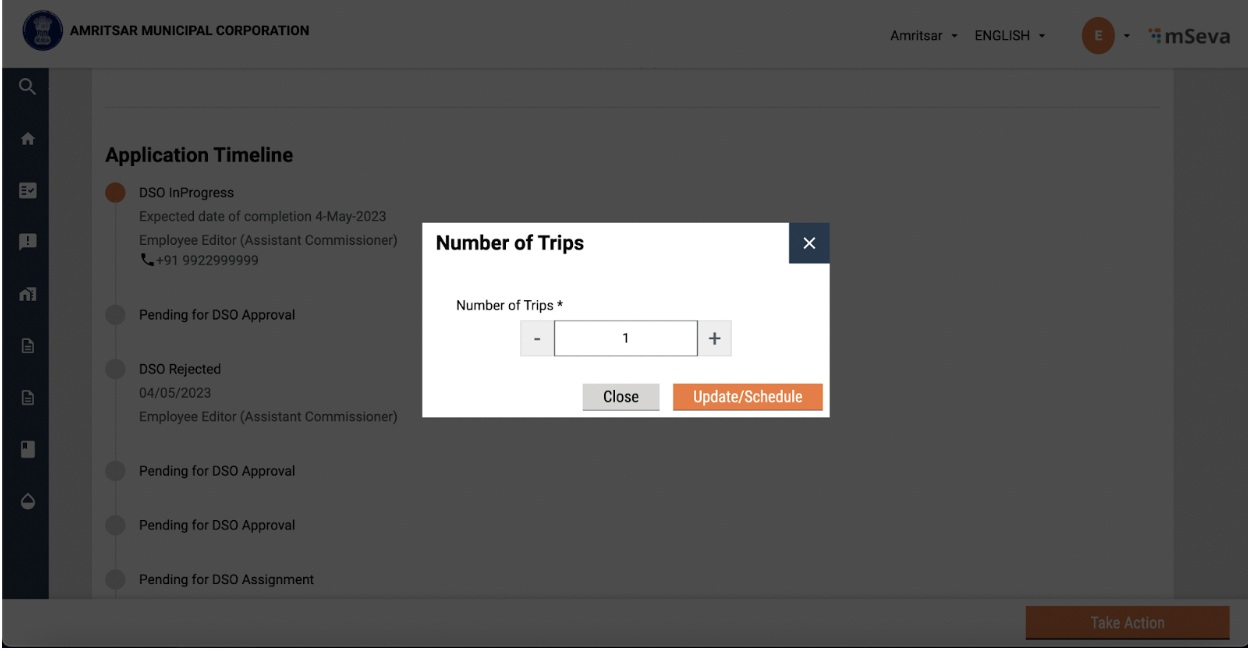 AMRITSAR MUNICIPAL CORPORATION
Amritsar
ENGLISH
E
mSeva
Application Timeline
DSO InProgress
Expected date of completion 4-May-2023
Employee Editor (Assistant Commissioner)
+91 9922999999
Pending for DSO Approval
DSO Rejected
04/05/2023
Employee Editor (Assistant Commissioner)
Pending for DSO Approval
Pending for DSO Approval
Pending for DSO Assignment
Number of Trips
Number of Trips *
- 1 +
Close
Update/Schedule
Take Action